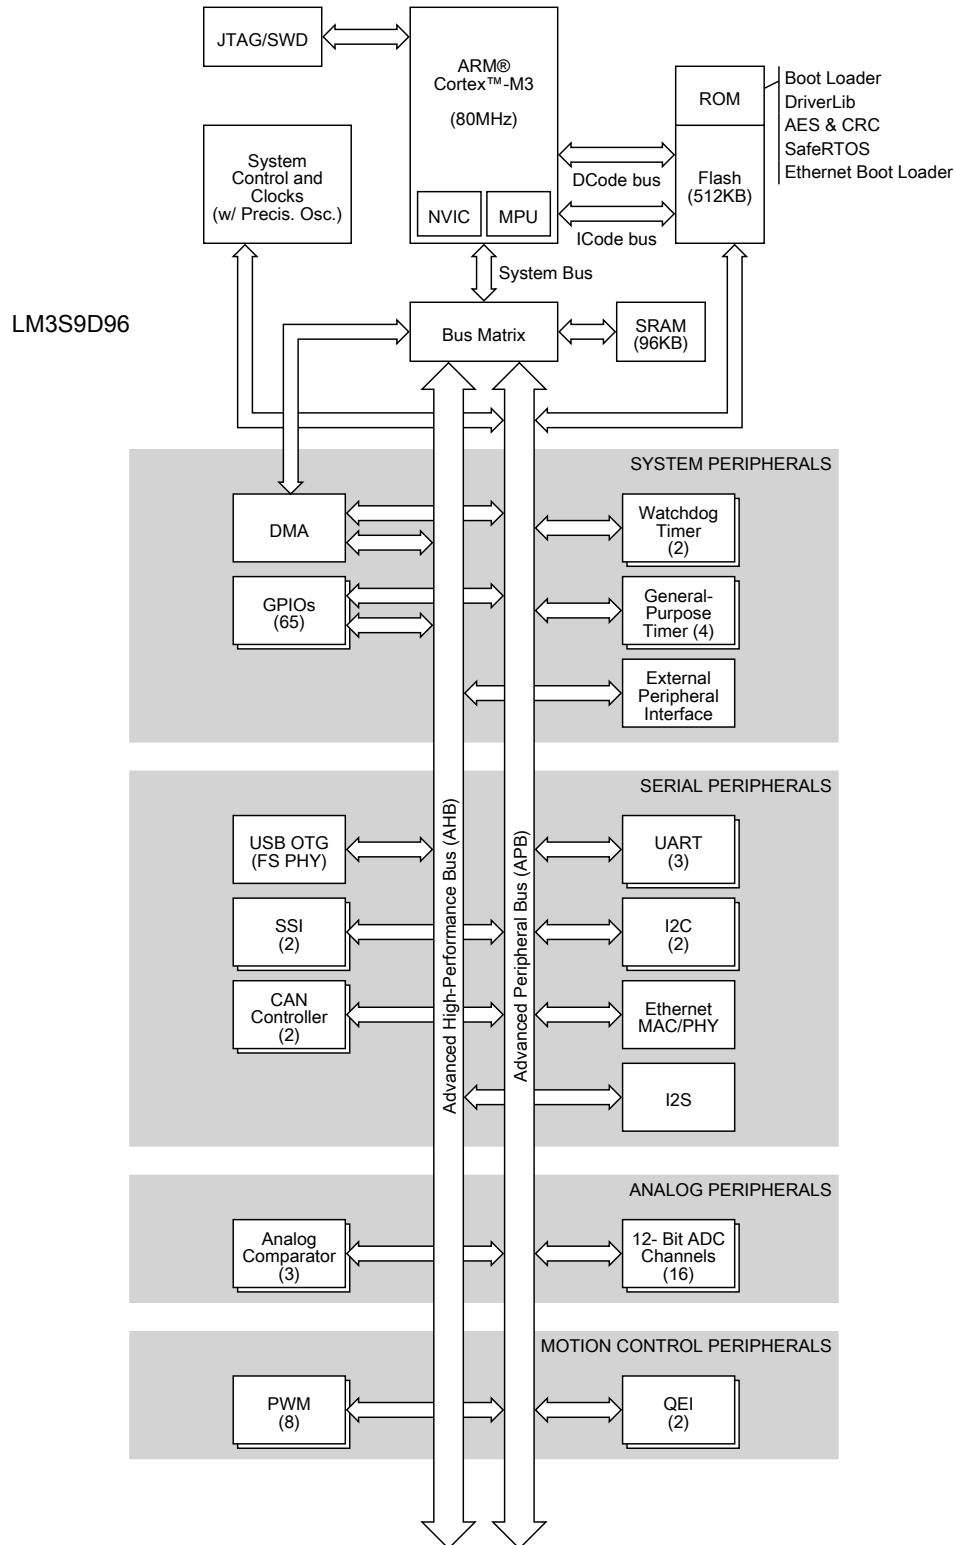 JTAG/SWD
ARM®
Cortex™-M3
(80MHz)
NVIC
MPU
ROM
Flash
(512KB)
Boot Loader
DriverLib
AES & CRC
SafeRTOS
Ethernet Boot Loader
System
Control and
Clocks
(w/ Precis. Osc.)
DCode bus
ICode bus
System Bus
LM3S9D96
Bus Matrix
SRAM
(96KB)
SYSTEM PERIPHERALS
DMA
Watchdog
Timer
(2)
GPIOs
(65)
General-
Purpose
Timer (4)
External
Peripheral
Interface
Advanced High-Performance Bus (AHB)
Advanced Peripheral Bus (APB)
SERIAL PERIPHERALS
USB OTG
(FS PHY)
UART
(3)
SSI
(2)
I2C
(2)
CAN
Controller
(2)
Ethernet
MAC/PHY
I2S
ANALOG PERIPHERALS
Analog
Comparator
(3)
12- Bit ADC
Channels
(16)
MOTION CONTROL PERIPHERALS
PWM
(8)
QEI
(2)